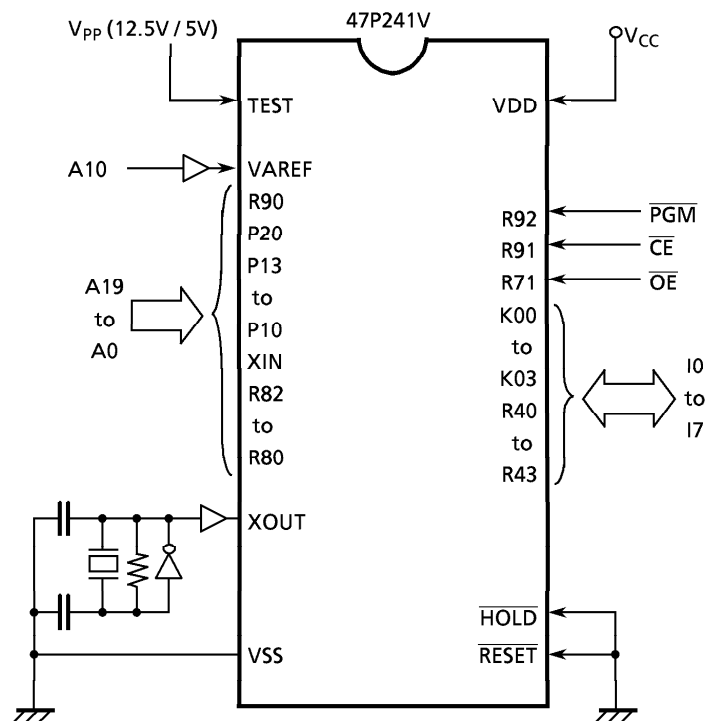 47P241V
V_PP (12.5V / 5V)
V_CC
TEST
VDD
A10
VAREF
R90
P20
P13
to
P10
XIN
R82
to
R80
A19
to
A0
R92
PGM
R91
CE
R71
OE
K00
to
K03
R40
to
R43
I0
to
I7
XOUT
HOLD
VSS
RESET